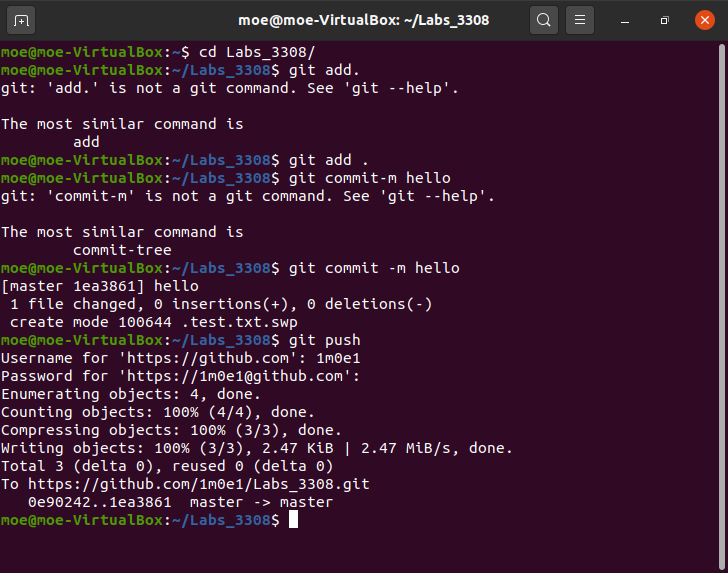 moe@moe-VirtualBox: ~/Labs_3308
moe@moe-VirtualBox:~$ cd Labs_3308/
moe@moe-VirtualBox:~/Labs_3308$ git add.
git: 'add.' is not a git command. See 'git --help'.

The most similar command is
        add
moe@moe-VirtualBox:~/Labs_3308$ git add .
moe@moe-VirtualBox:~/Labs_3308$ git commit-m hello
git: 'commit-m' is not a git command. See 'git --help'.

The most similar command is
        commit-tree
moe@moe-VirtualBox:~/Labs_3308$ git commit -m hello
[master 1ea3861] hello
 1 file changed, 0 insertions(+), 0 deletions(-)
 create mode 100644 .test.txt.swp
moe@moe-VirtualBox:~/Labs_3308$ git push
Username for 'https://github.com': 1m0e1
Password for 'https://1m0e1@github.com':
Enumerating objects: 4, done.
Counting objects: 100% (4/4), done.
Compressing objects: 100% (3/3), done.
Writing objects: 100% (3/3), 2.47 KiB | 2.47 MiB/s, done.
Total 3 (delta 0), reused 0 (delta 0)
To https://github.com/1m0e1/Labs_3308.git
   0e90242..1ea3861  master -> master
moe@moe-VirtualBox:~/Labs_3308$